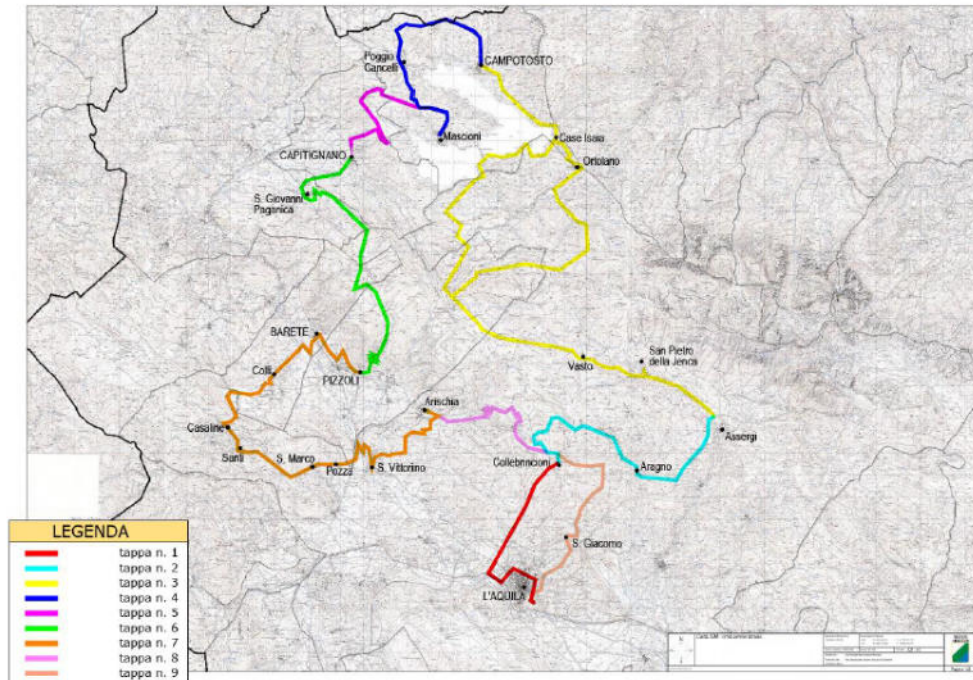 Poggio
Cancelli
CAMPOTOSTO
Mascioni
Case Isaia
Ortolano
CAPITIGNANO
S. Giovanni
Paganica
BARETE
Colli
PIZZOLI
San Pietro
della Jenca
Vasto
Arischia
Assergi
Casaline
Santi
S. Marco
Pozza
S. Vittorino
Collebrincioni
Aragno
S. Giacomo
L'AQUILA
LEGENDA
tappa n. 1
tappa n. 2
tappa n. 3
tappa n. 4
tappa n. 5
tappa n. 6
tappa n. 7
tappa n. 8
tappa n. 9